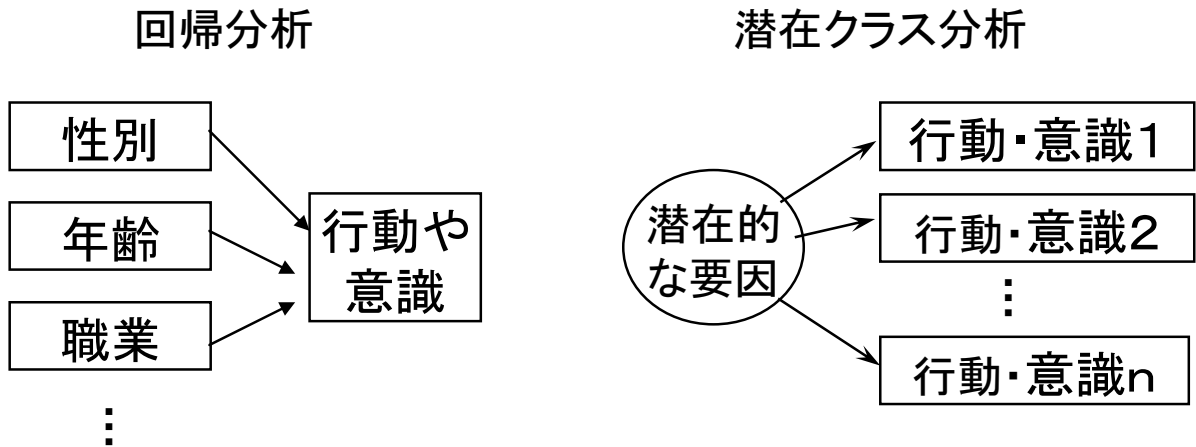 回帰分析
性別
年齢
職業
⋮
行動や
意識
潜在クラス分析
潜在的
な要因
行動・意識１
行動・意識２
⋮
行動・意識ｎ